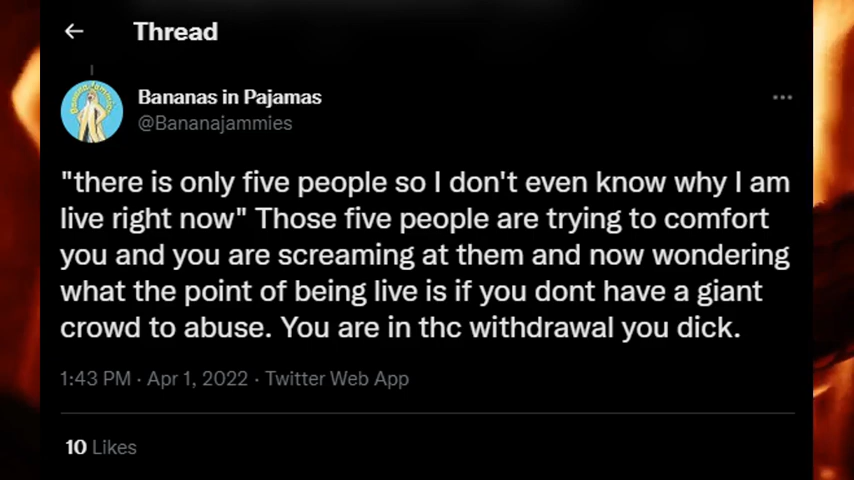 Thread
Bananas in Pajamas
@Bananajammies
"there is only five people so I don't even know why I am
live right now" Those five people are trying to comfort
you and you are screaming at them and now wondering
what the point of being live is if you dont have a giant
crowd to abuse. You are in thc withdrawal you dick.
1:43 PM · Apr 1, 2022 · Twitter Web App
10 Likes